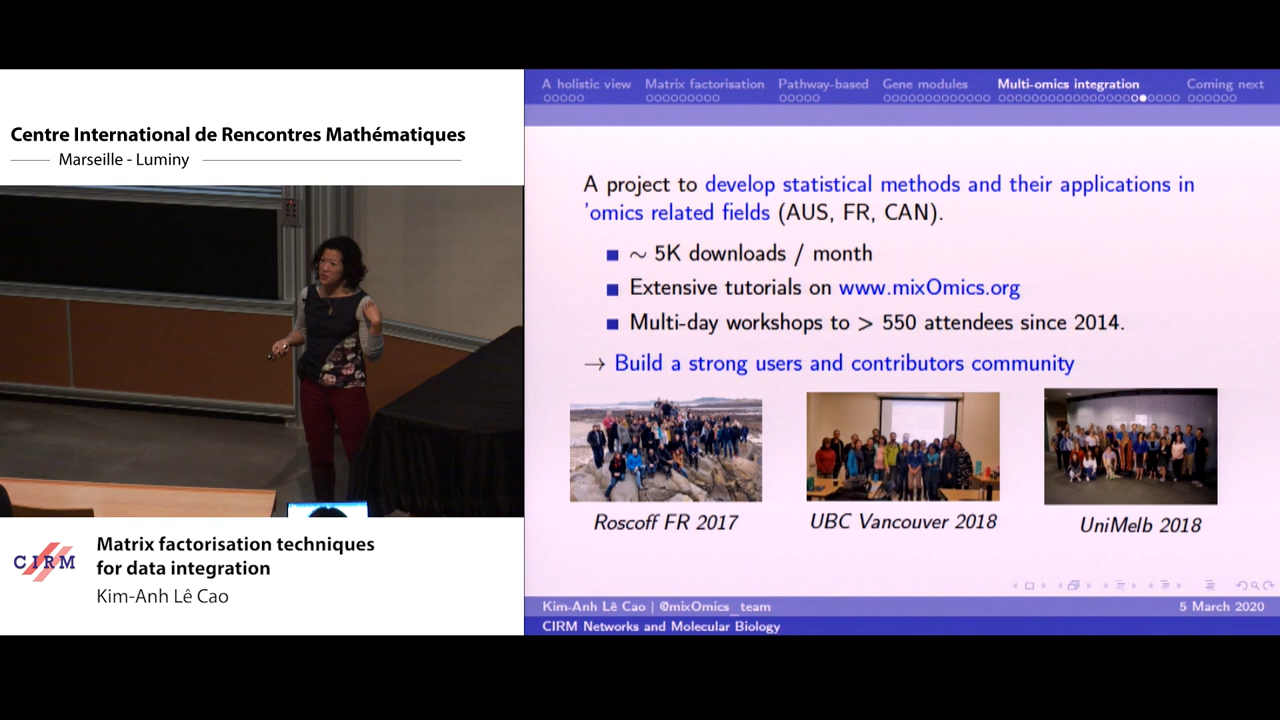 Centre International de Rencontres Mathématiques
Marseille - Luminy
CIRM
Matrix factorisation techniques
for data integration
Kim-Anh Lê Cao
A holistic view Matrix factorisation Pathway-based Gene modules Multi-omics integration Coming next
A project to develop statistical methods and their applications in
'omics related fields (AUS, FR, CAN).
∼ 5K downloads / month
Extensive tutorials on www.mixOmics.org
Multi-day workshops to > 550 attendees since 2014.
→ Build a strong users and contributors community
Roscoff FR 2017
UBC Vancouver 2018
UniMelb 2018
Kim-Anh Lê Cao | @mixOmics_team 5 March 2020
CIRM Networks and Molecular Biology